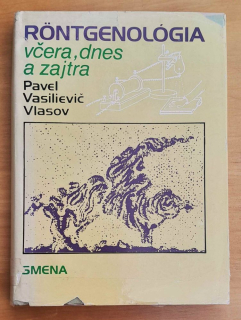 RÖNTGENOLÓGIA
včera, dnes
a zajtra
Pavel
Vasilievič
Vlasov
SMENA